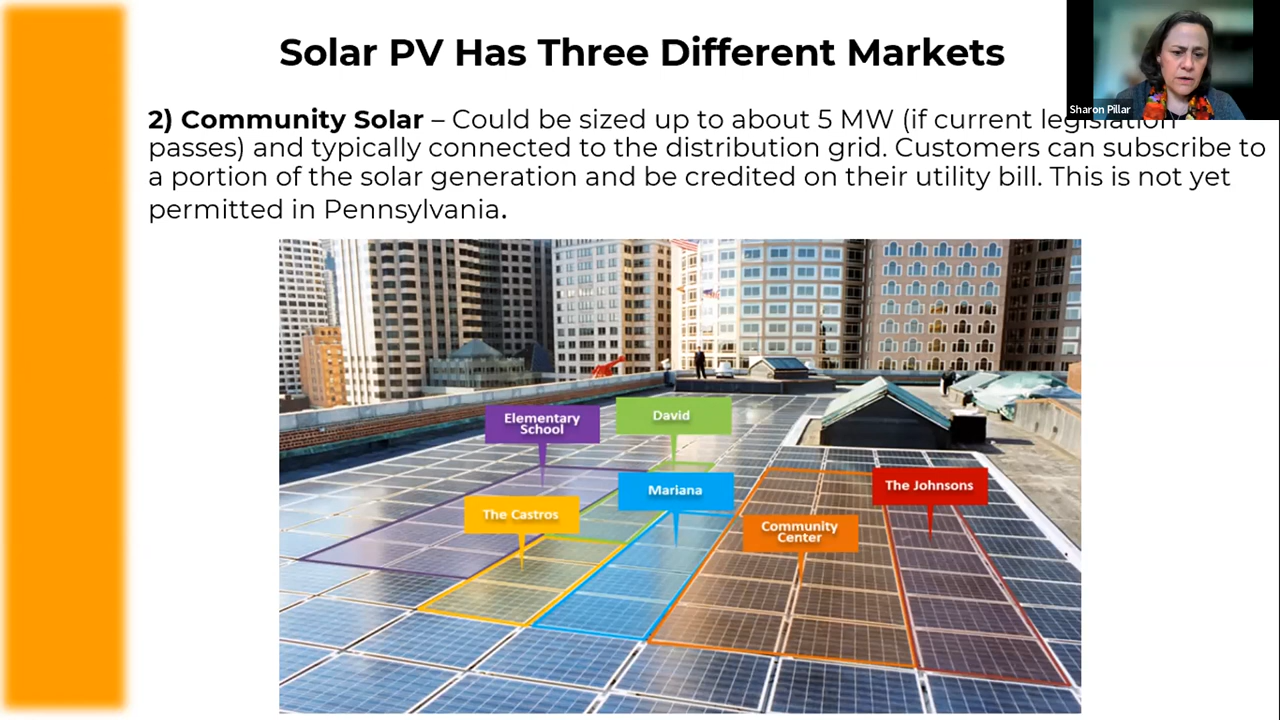 Solar PV Has Three Different Markets
Sharon Pillar
2) Community Solar – Could be sized up to about 5 MW (if current legislation
passes) and typically connected to the distribution grid. Customers can subscribe to
a portion of the solar generation and be credited on their utility bill. This is not yet
permitted in Pennsylvania.
Elementary
School
David
Mariana
The Johnsons
The Castros
Community
Center